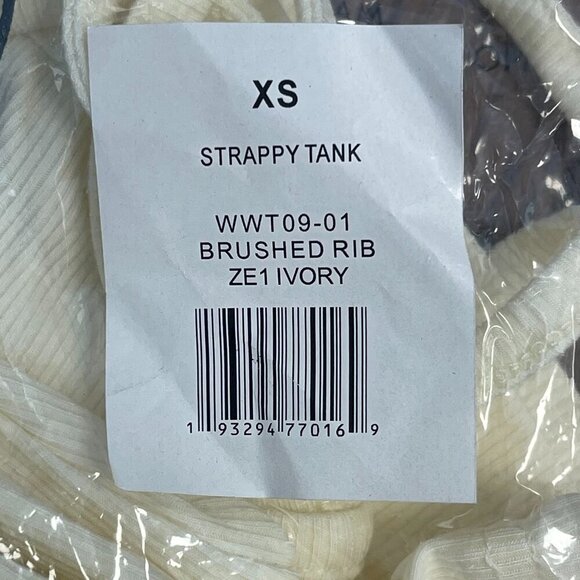 XS
STRAPPY TANK
WWT09-01
BRUSHED RIB
ZE1 IVORY
1 93294 77016 9